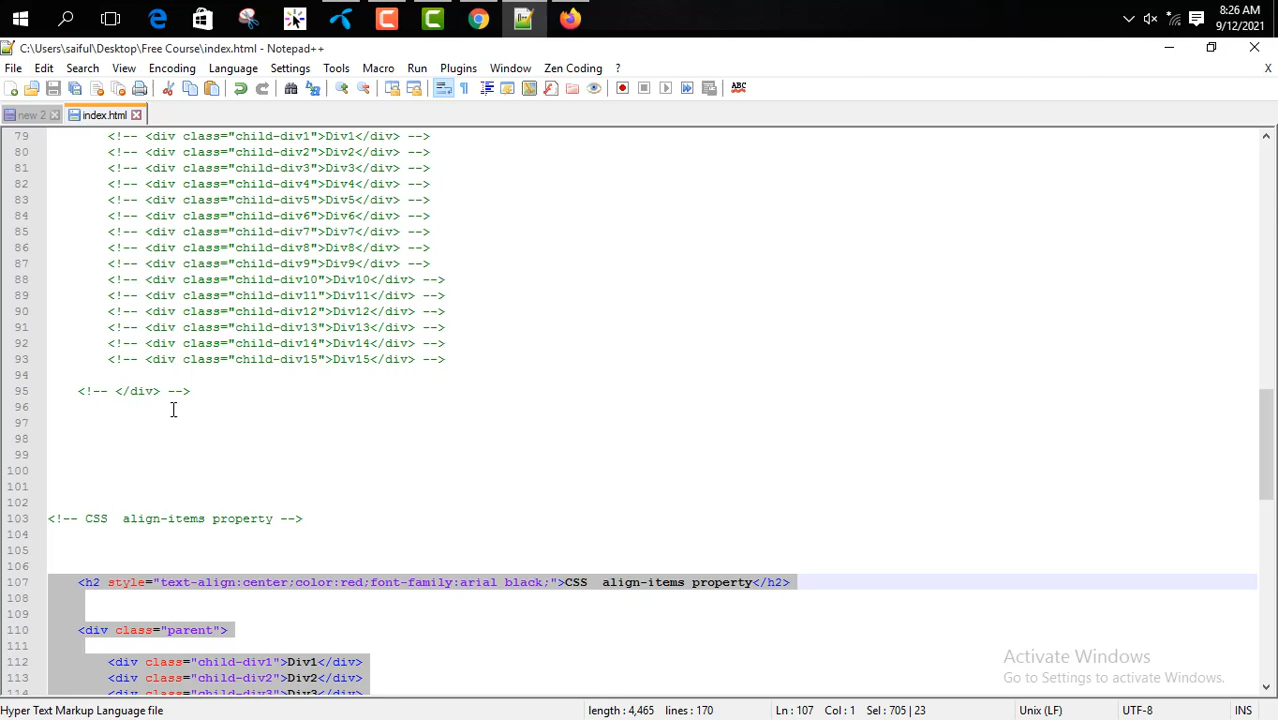 8:26 AM
9/12/2021
C:\Users\saiful\Desktop\Free Course\index.html - Notepad++
File Edit Search View Encoding Language Settings Tools Macro Run Plugins Window Zen Coding ? X
ABC
new 2 index.html
79 <!-- <div class="child-div1">Div1</div> -->
80 <!-- <div class="child-div2">Div2</div> -->
81 <!-- <div class="child-div3">Div3</div> -->
82 <!-- <div class="child-div4">Div4</div> -->
83 <!-- <div class="child-div5">Div5</div> -->
84 <!-- <div class="child-div6">Div6</div> -->
85 <!-- <div class="child-div7">Div7</div> -->
86 <!-- <div class="child-div8">Div8</div> -->
87 <!-- <div class="child-div9">Div9</div> -->
88 <!-- <div class="child-div10">Div10</div> -->
89 <!-- <div class="child-div11">Div11</div> -->
90 <!-- <div class="child-div12">Div12</div> -->
91 <!-- <div class="child-div13">Div13</div> -->
92 <!-- <div class="child-div14">Div14</div> -->
93 <!-- <div class="child-div15">Div15</div> -->
94
95 <!-- </div> -->
96
97
98
99
100
101
102
103 <!-- CSS  align-items property -->
104
105
106
107 <h2 style="text-align:center;color:red;font-family:arial black;">CSS  align-items property</h2>
108
109
110 <div class="parent">
111
112 <div class="child-div1">Div1</div>
113 <div class="child-div2">Div2</div>
114 <div class="child-div3">Div3</div>
Activate Windows
Go to Settings to activate Windows.
Hyper Text Markup Language file length : 4,465 lines : 170 Ln : 107 Col : 1 Sel : 705 | 23 Unix (LF) UTF-8 INS